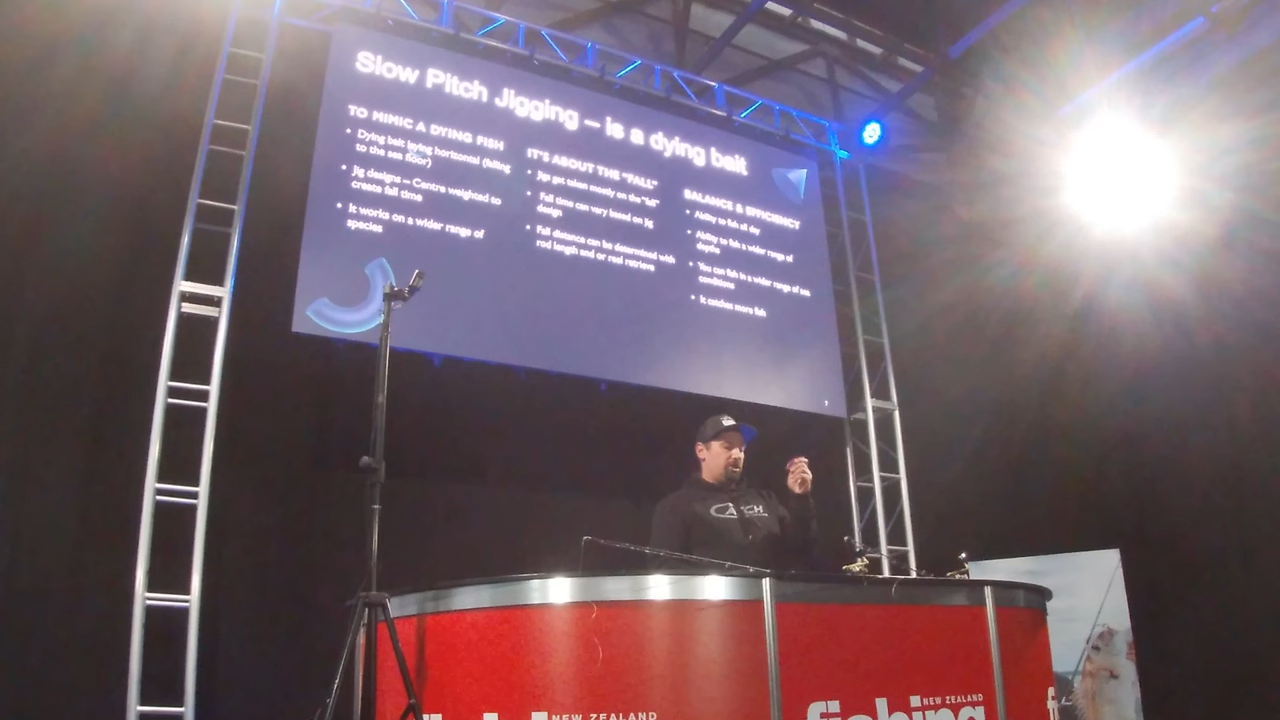 Slow Pitch Jigging – is a dying bait
TO MIMIC A DYING FISH
• Dying bait laying horizontal (falling
to the sea floor)
• Jig designs – Centre weighted to
create fall time
• It works on a wider range of
species
IT'S ABOUT THE "FALL"
• Jigs get taken mostly on the "fall"
• Fall time can vary based on jig
design
• Fall distance can be determined with
rod length and or reel retrieve
BALANCE & EFFICIENCY
• Ability to fish all day
• Ability to fish a wider range of
depths
• You can fish in a wider range of sea
conditions
• It catches more fish
CATCH
NEW ZEALAND
NEW ZEALAND
fishing